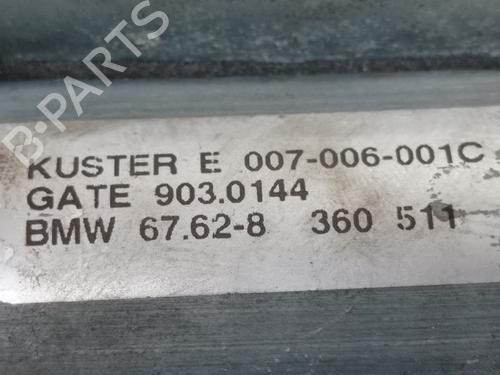 B-PARTS
KUSTER E 007-006-001C
GATE 903.0144
BMW 67.62-8 360 511